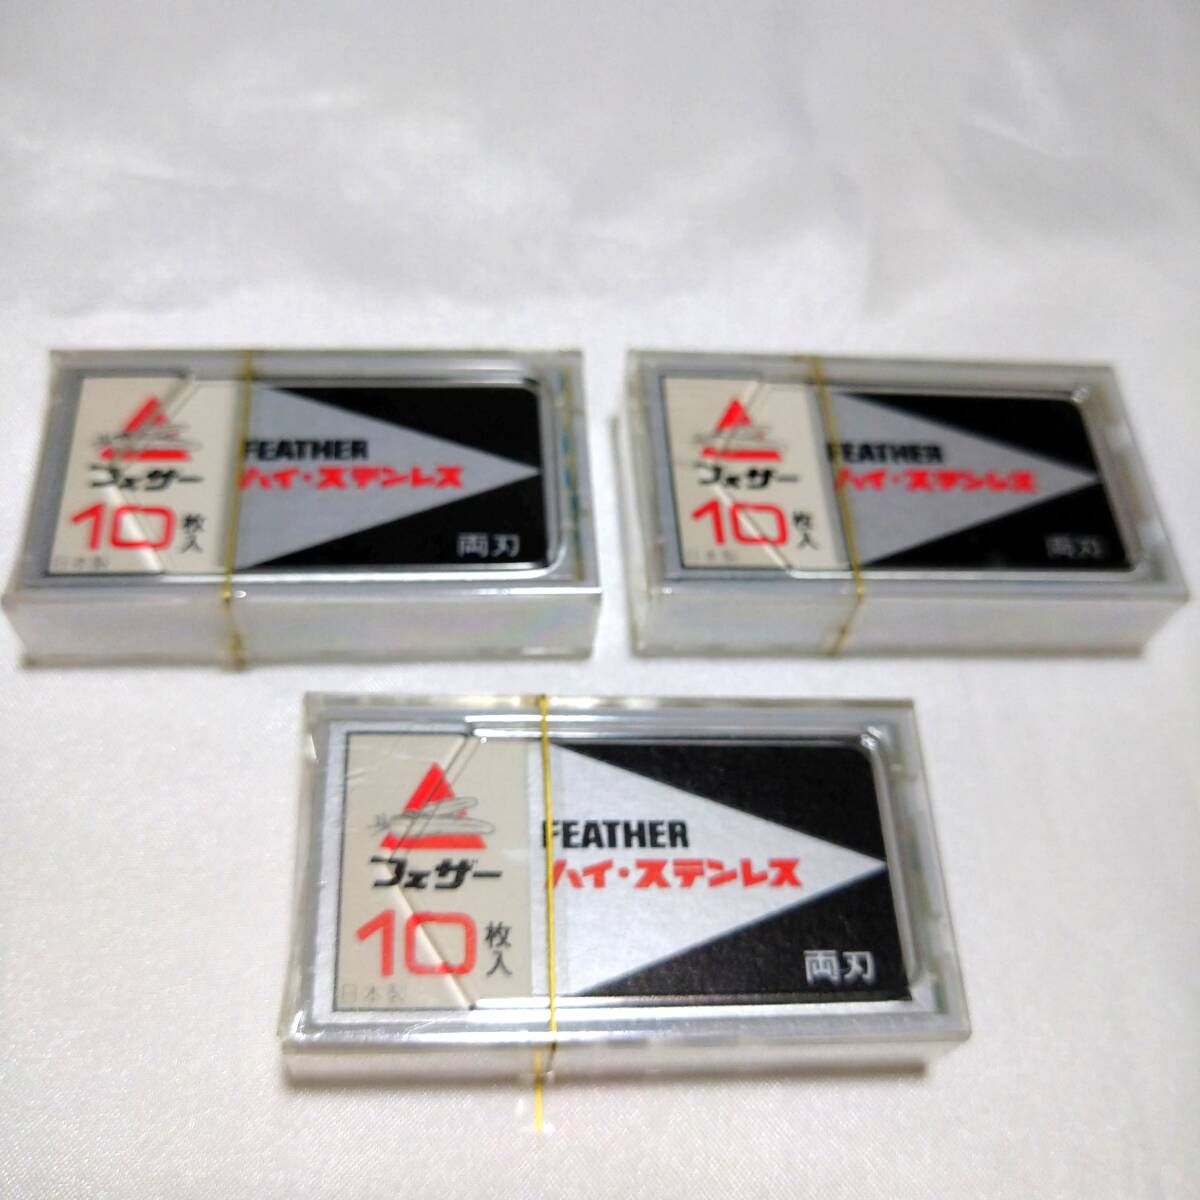 フェザー
10枚入
日本製
FEATHER
ハイ・ステンレス
両刃
フェザー
10枚入
日本製
FEATHER
ハイ・ステンレス
両刃
フェザー
10枚入
日本製
FEATHER
ハイ・ステンレス
両刃